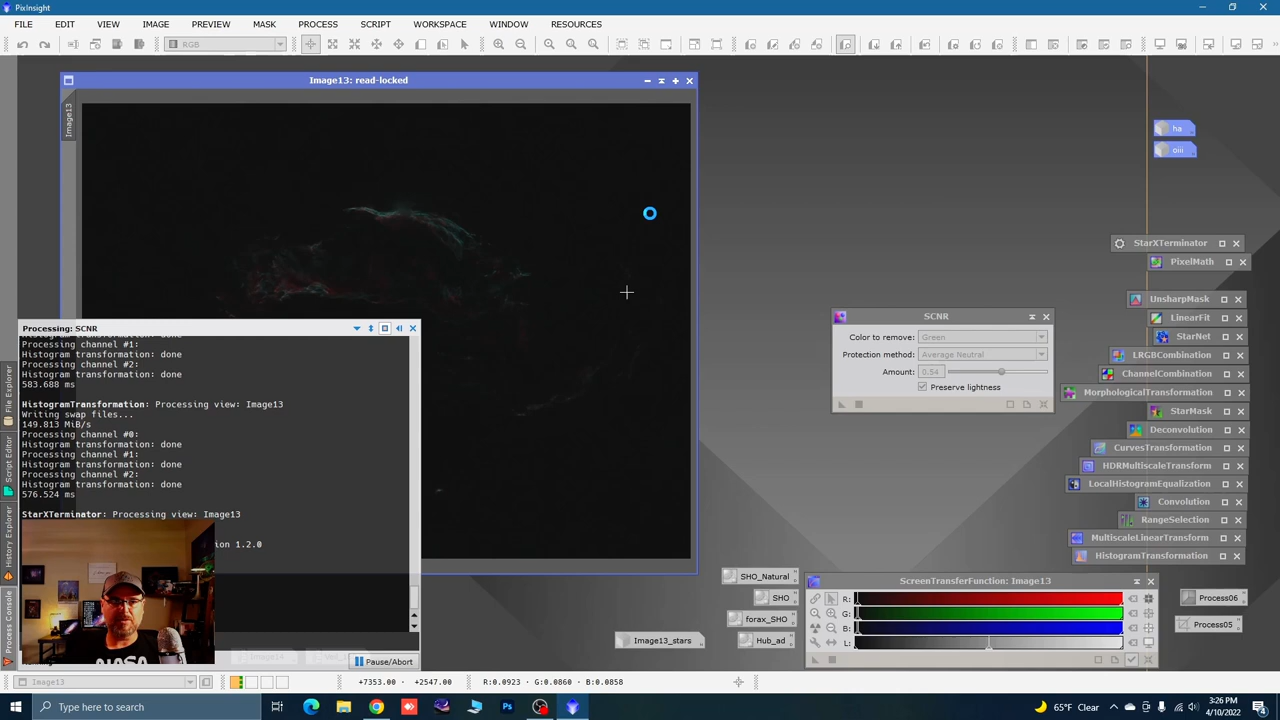 PixInsight
FILE EDIT VIEW IMAGE PREVIEW MASK PROCESS SCRIPT WORKSPACE WINDOW RESOURCES
RGB
Image13: read-locked
Image13
ha
oiii
StarXTerminator
PixelMath
UnsharpMask
LinearFit
StarNet
LRGBCombination
ChannelCombination
MorphologicalTransformation
StarMask
Deconvolution
CurvesTransformation
HDRMultiscaleTransform
LocalHistogramEqualization
Convolution
RangeSelection
MultiscaleLinearTransform
HistogramTransformation
SCNR
Color to remove: Green
Protection method: Average Neutral
Amount: 0.54
Preserve lightness
Processing: SCNR
Processing channel #1:
Histogram transformation: done
Processing channel #2:
Histogram transformation: done
583.688 ms
HistogramTransformation: Processing view: Image13
Writing swap files...
149.813 MiB/s
Processing channel #0:
Histogram transformation: done
Processing channel #1:
Histogram transformation: done
Processing channel #2:
Histogram transformation: done
576.524 ms
StarXTerminator: Processing view: Image13
ion 1.2.0
NASA
Pause/Abort
File Explorer
Script Editor
History Explorer
Process Console
SHO_Natural
SHO
forax_SHO
Hub_ad
Image13_stars
ScreenTransferFunction: Image13
R:
G:
B:
L:
Process06
Process05
Image13
+7353.00 +2547.00 R:0.0923 G:0.0860 B:0.0858
Type here to search
65°F Clear
3:26 PM
4/10/2022